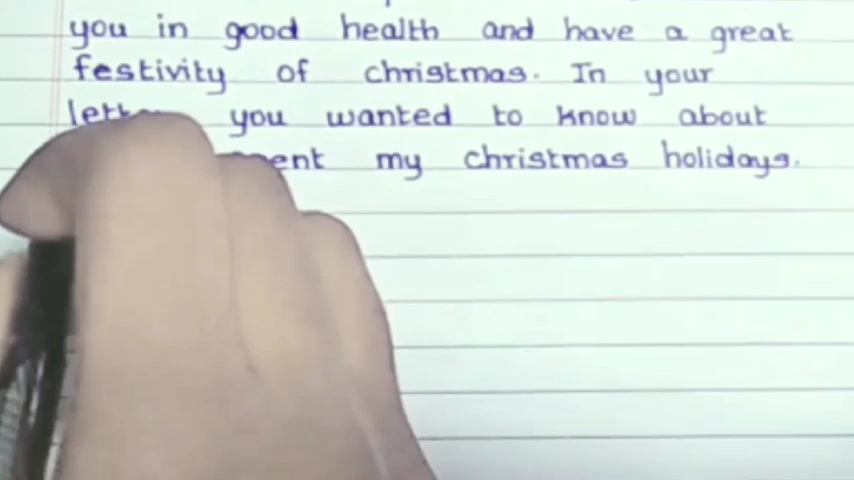 you in good health and have a great
festivity of christmas. In your
you wanted to know about
my christmas holidays.